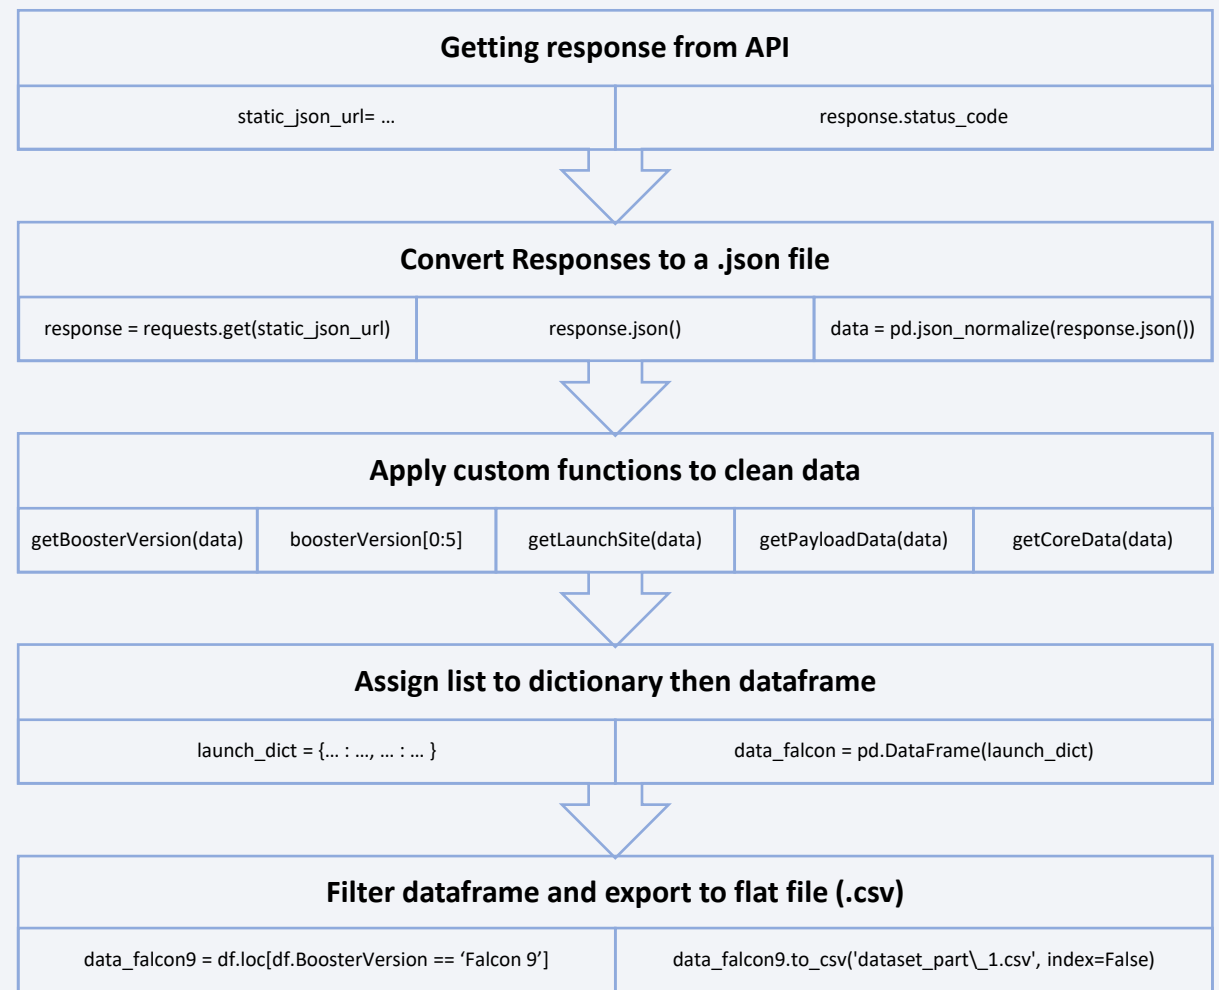 Getting response from API
static_json_url= ...
response.status_code
Convert Responses to a .json file
response = requests.get(static_json_url)
response.json()
data = pd.json_normalize(response.json())
Apply custom functions to clean data
getBoosterVersion(data)
boosterVersion[0:5]
getLaunchSite(data)
getPayloadData(data)
getCoreData(data)
Assign list to dictionary then dataframe
launch_dict = {... : ..., ... : ... }
data_falcon = pd.DataFrame(launch_dict)
Filter dataframe and export to flat file (.csv)
data_falcon9 = df.loc[df.BoosterVersion == ‘Falcon 9’]
data_falcon9.to_csv('dataset_part\_1.csv', index=False)